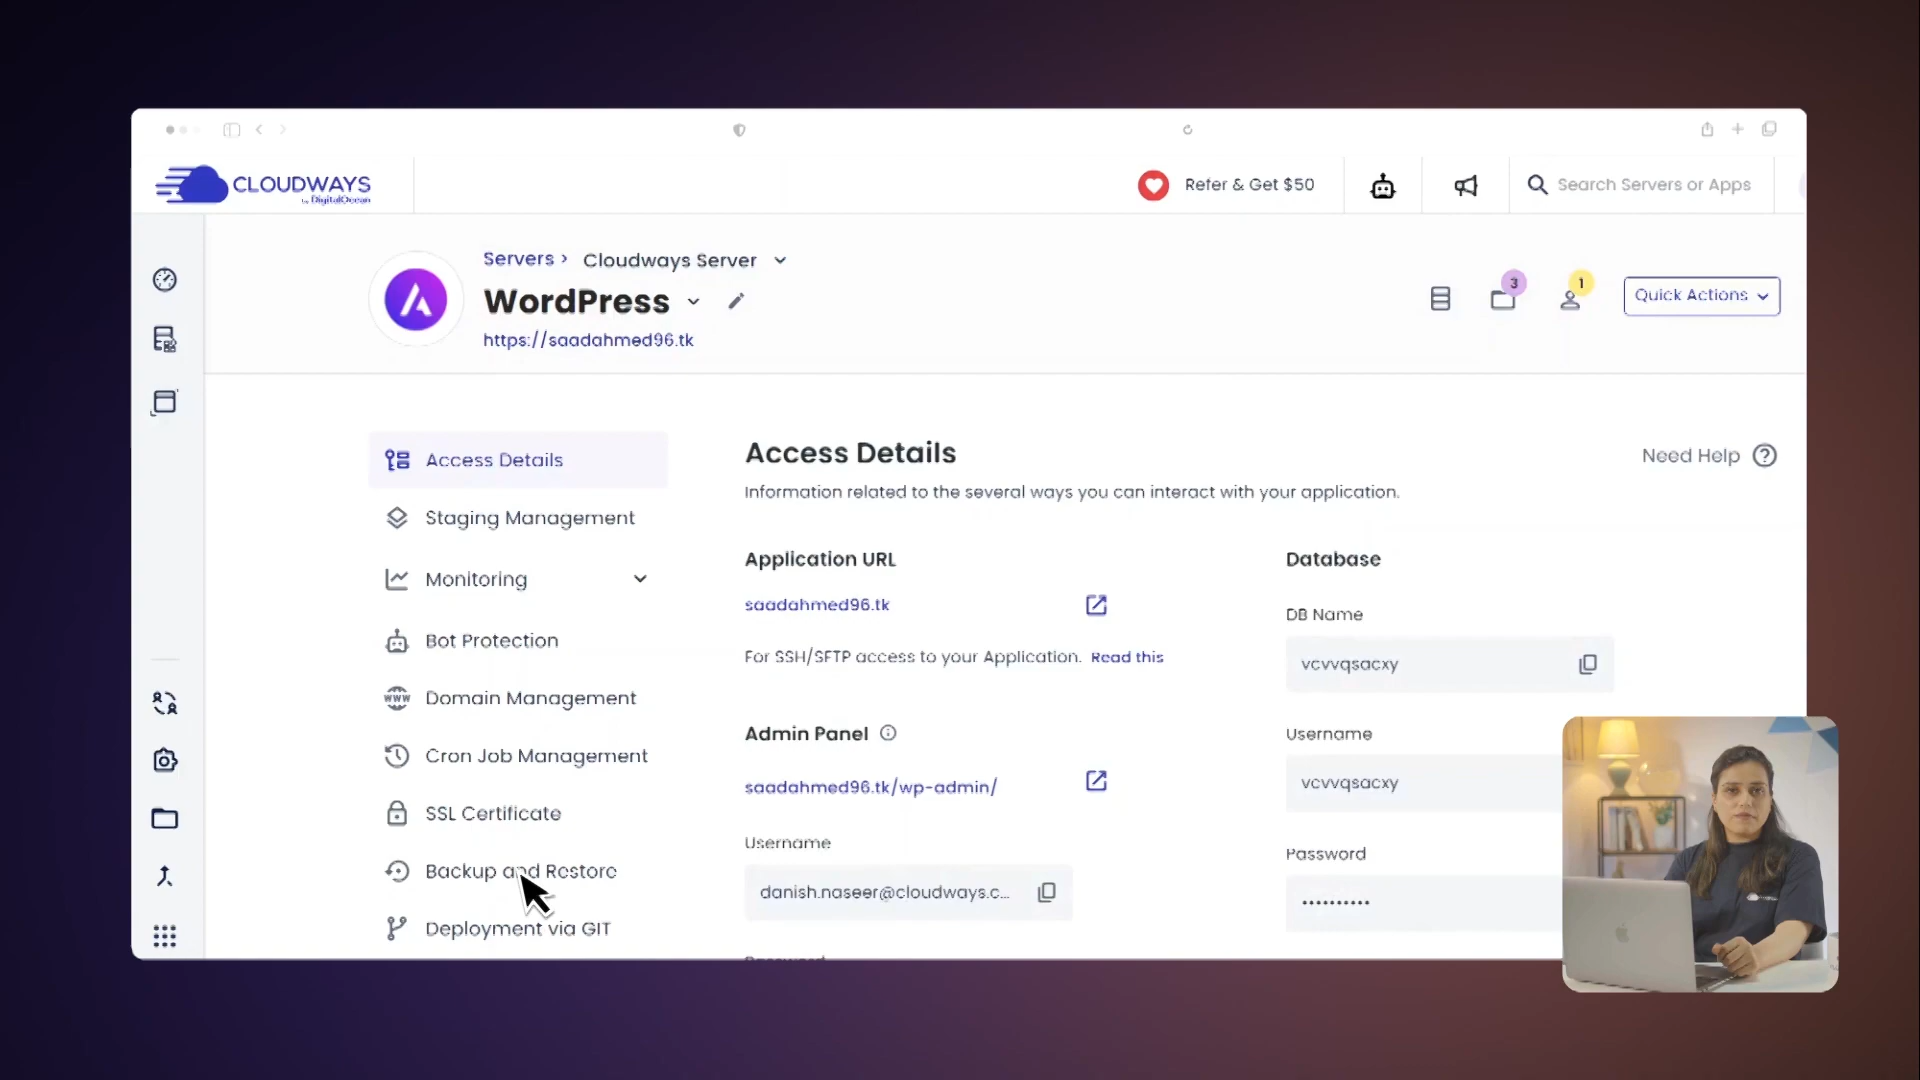 CLOUDWAYS
by DigitalOcean
Refer & Get $50
Search Servers or Apps
Servers >
Cloudways Server
WordPress
https://saadahmed96.tk
3
1
Quick Actions
Access Details
Staging Management
Monitoring
Bot Protection
www
Domain Management
Cron Job Management
SSL Certificate
Backup and Restore
Deployment via GIT
Access Details
Need Help
Information related to the several ways you can interact with your application.
Application URL
saadahmed96.tk
For SSH/SFTP access to your Application. Read this
Admin Panel
saadahmed96.tk/wp-admin/
Username
danish.naseer@cloudways.c...
Database
DB Name
vcvvqsacxy
Username
vcvvqsacxy
Password
••••••••••